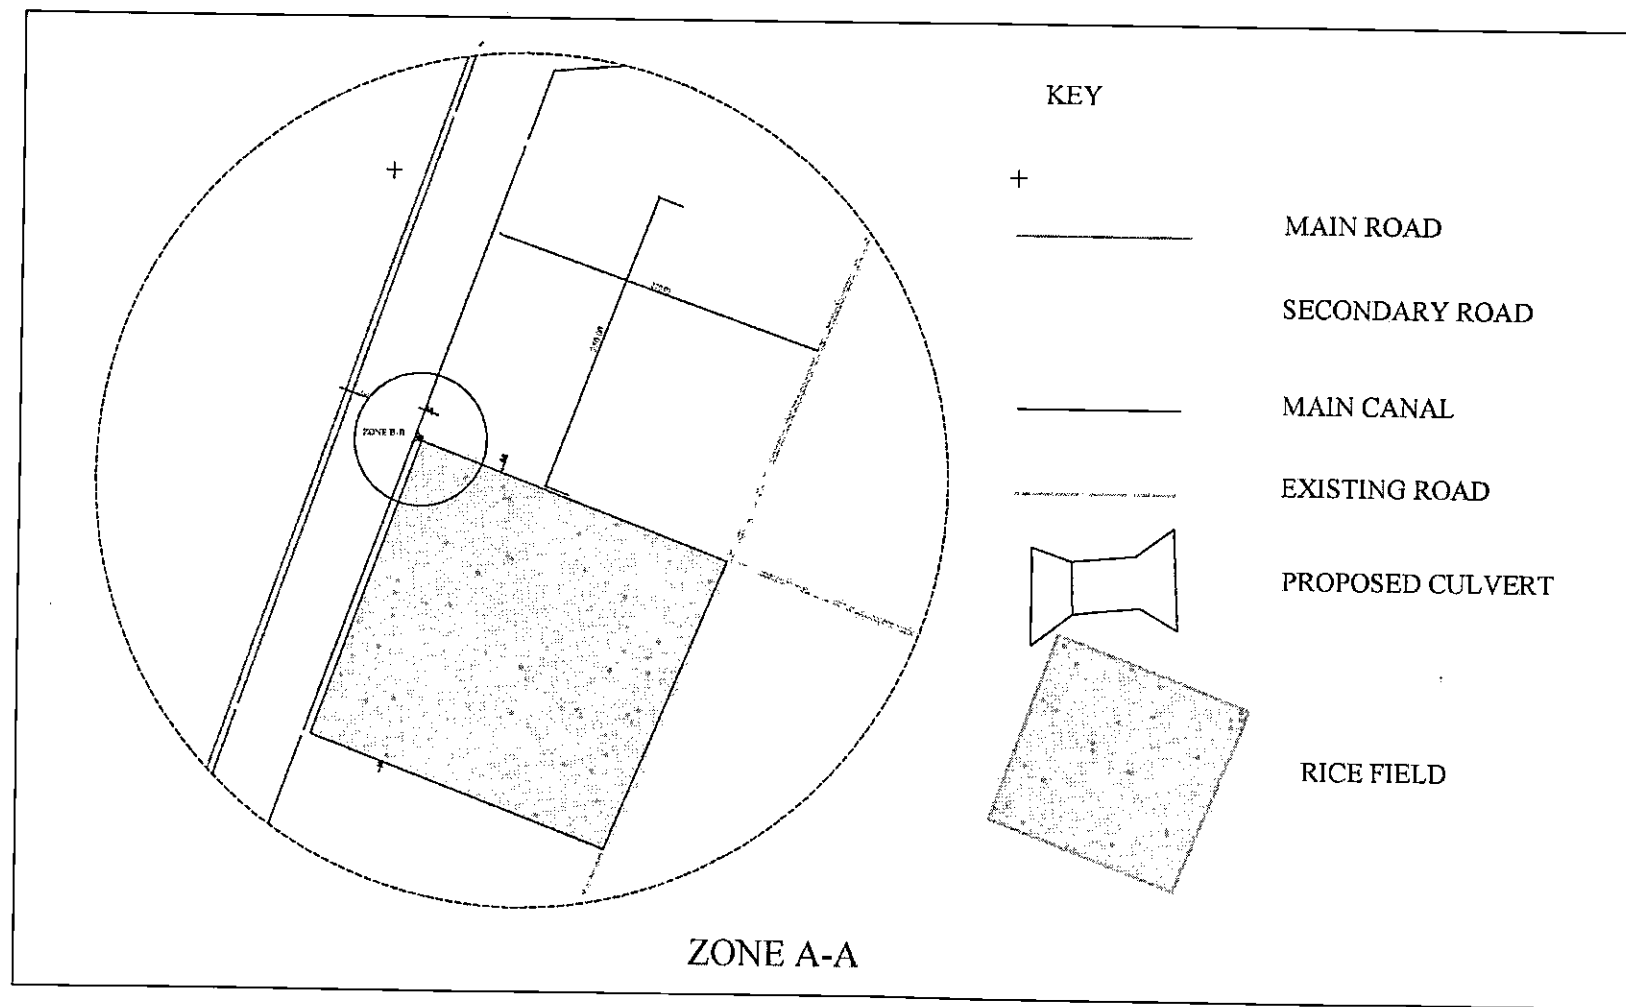 KEY
MAIN ROAD
SECONDARY ROAD
MAIN CANAL
EXISTING ROAD
PROPOSED CULVERT
RICE FIELD
ZONE B-B
ZONE A-A